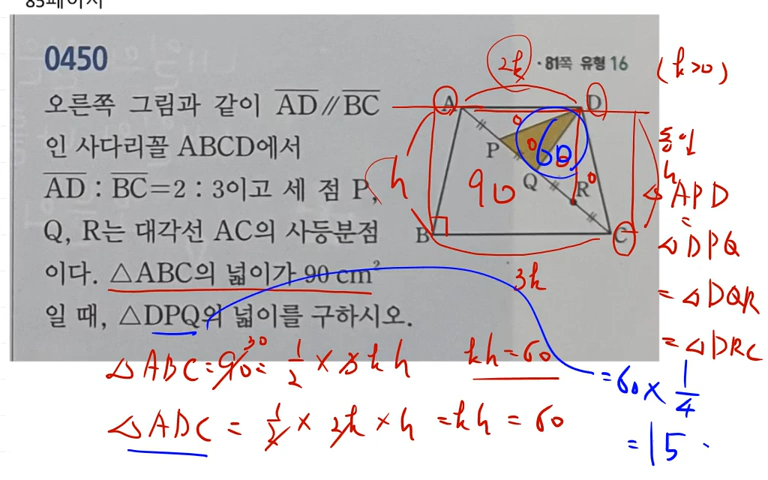 85페이지
0450
· 81쪽 유형 16
오른쪽 그림과 같이 AD // BC
인 사다리꼴 ABCD에서
AD : BC=2 : 3이고 세 점 P,
Q, R는 대각선 AC의 사등분점
이다. △ABC의 넓이가 90 cm²
일 때, △DPQ의 넓이를 구하시오.
2k
(k>0)
A
D
P
Q
R
B
C
h
90
60
h
3k
동일
△APD
= △DPQ
= △DQR
= △DRC
△ABC = 90 = 1/2 × 3kh
30
kh = 60
△ADC = 1/2 × 2k × h = kh = 60
= 60 × 1/4
= 15.